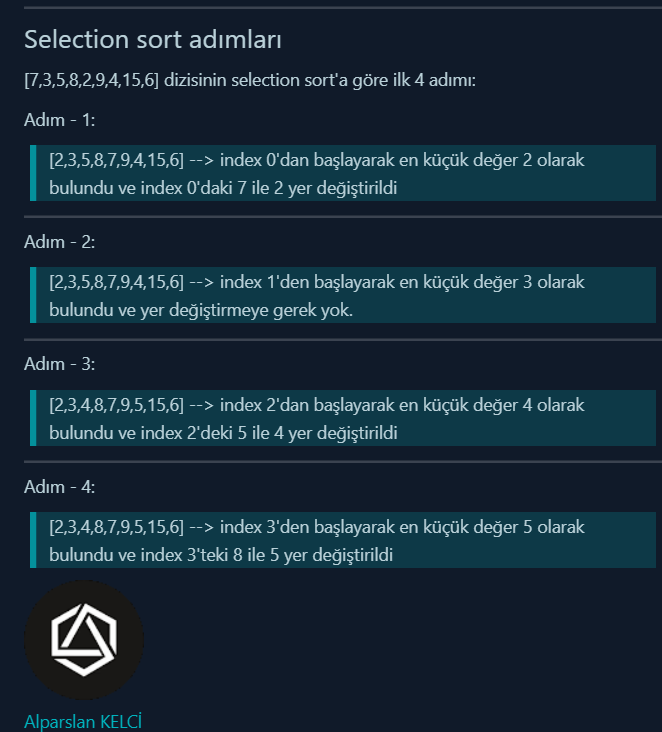 Selection sort adımları
[7,3,5,8,2,9,4,15,6] dizisinin selection sort'a göre ilk 4 adımı:
Adım - 1:
[2,3,5,8,7,9,4,15,6] --> index 0'dan başlayarak en küçük değer 2 olarak
bulundu ve index 0'daki 7 ile 2 yer değiştirildi
Adım - 2:
[2,3,5,8,7,9,4,15,6] --> index 1'den başlayarak en küçük değer 3 olarak
bulundu ve yer değiştirmeye gerek yok.
Adım - 3:
[2,3,4,8,7,9,5,15,6] --> index 2'dan başlayarak en küçük değer 4 olarak
bulundu ve index 2'deki 5 ile 4 yer değiştirildi
Adım - 4:
[2,3,4,8,7,9,5,15,6] --> index 3'den başlayarak en küçük değer 5 olarak
bulundu ve index 3'teki 8 ile 5 yer değiştirildi
Alparslan KELCİ